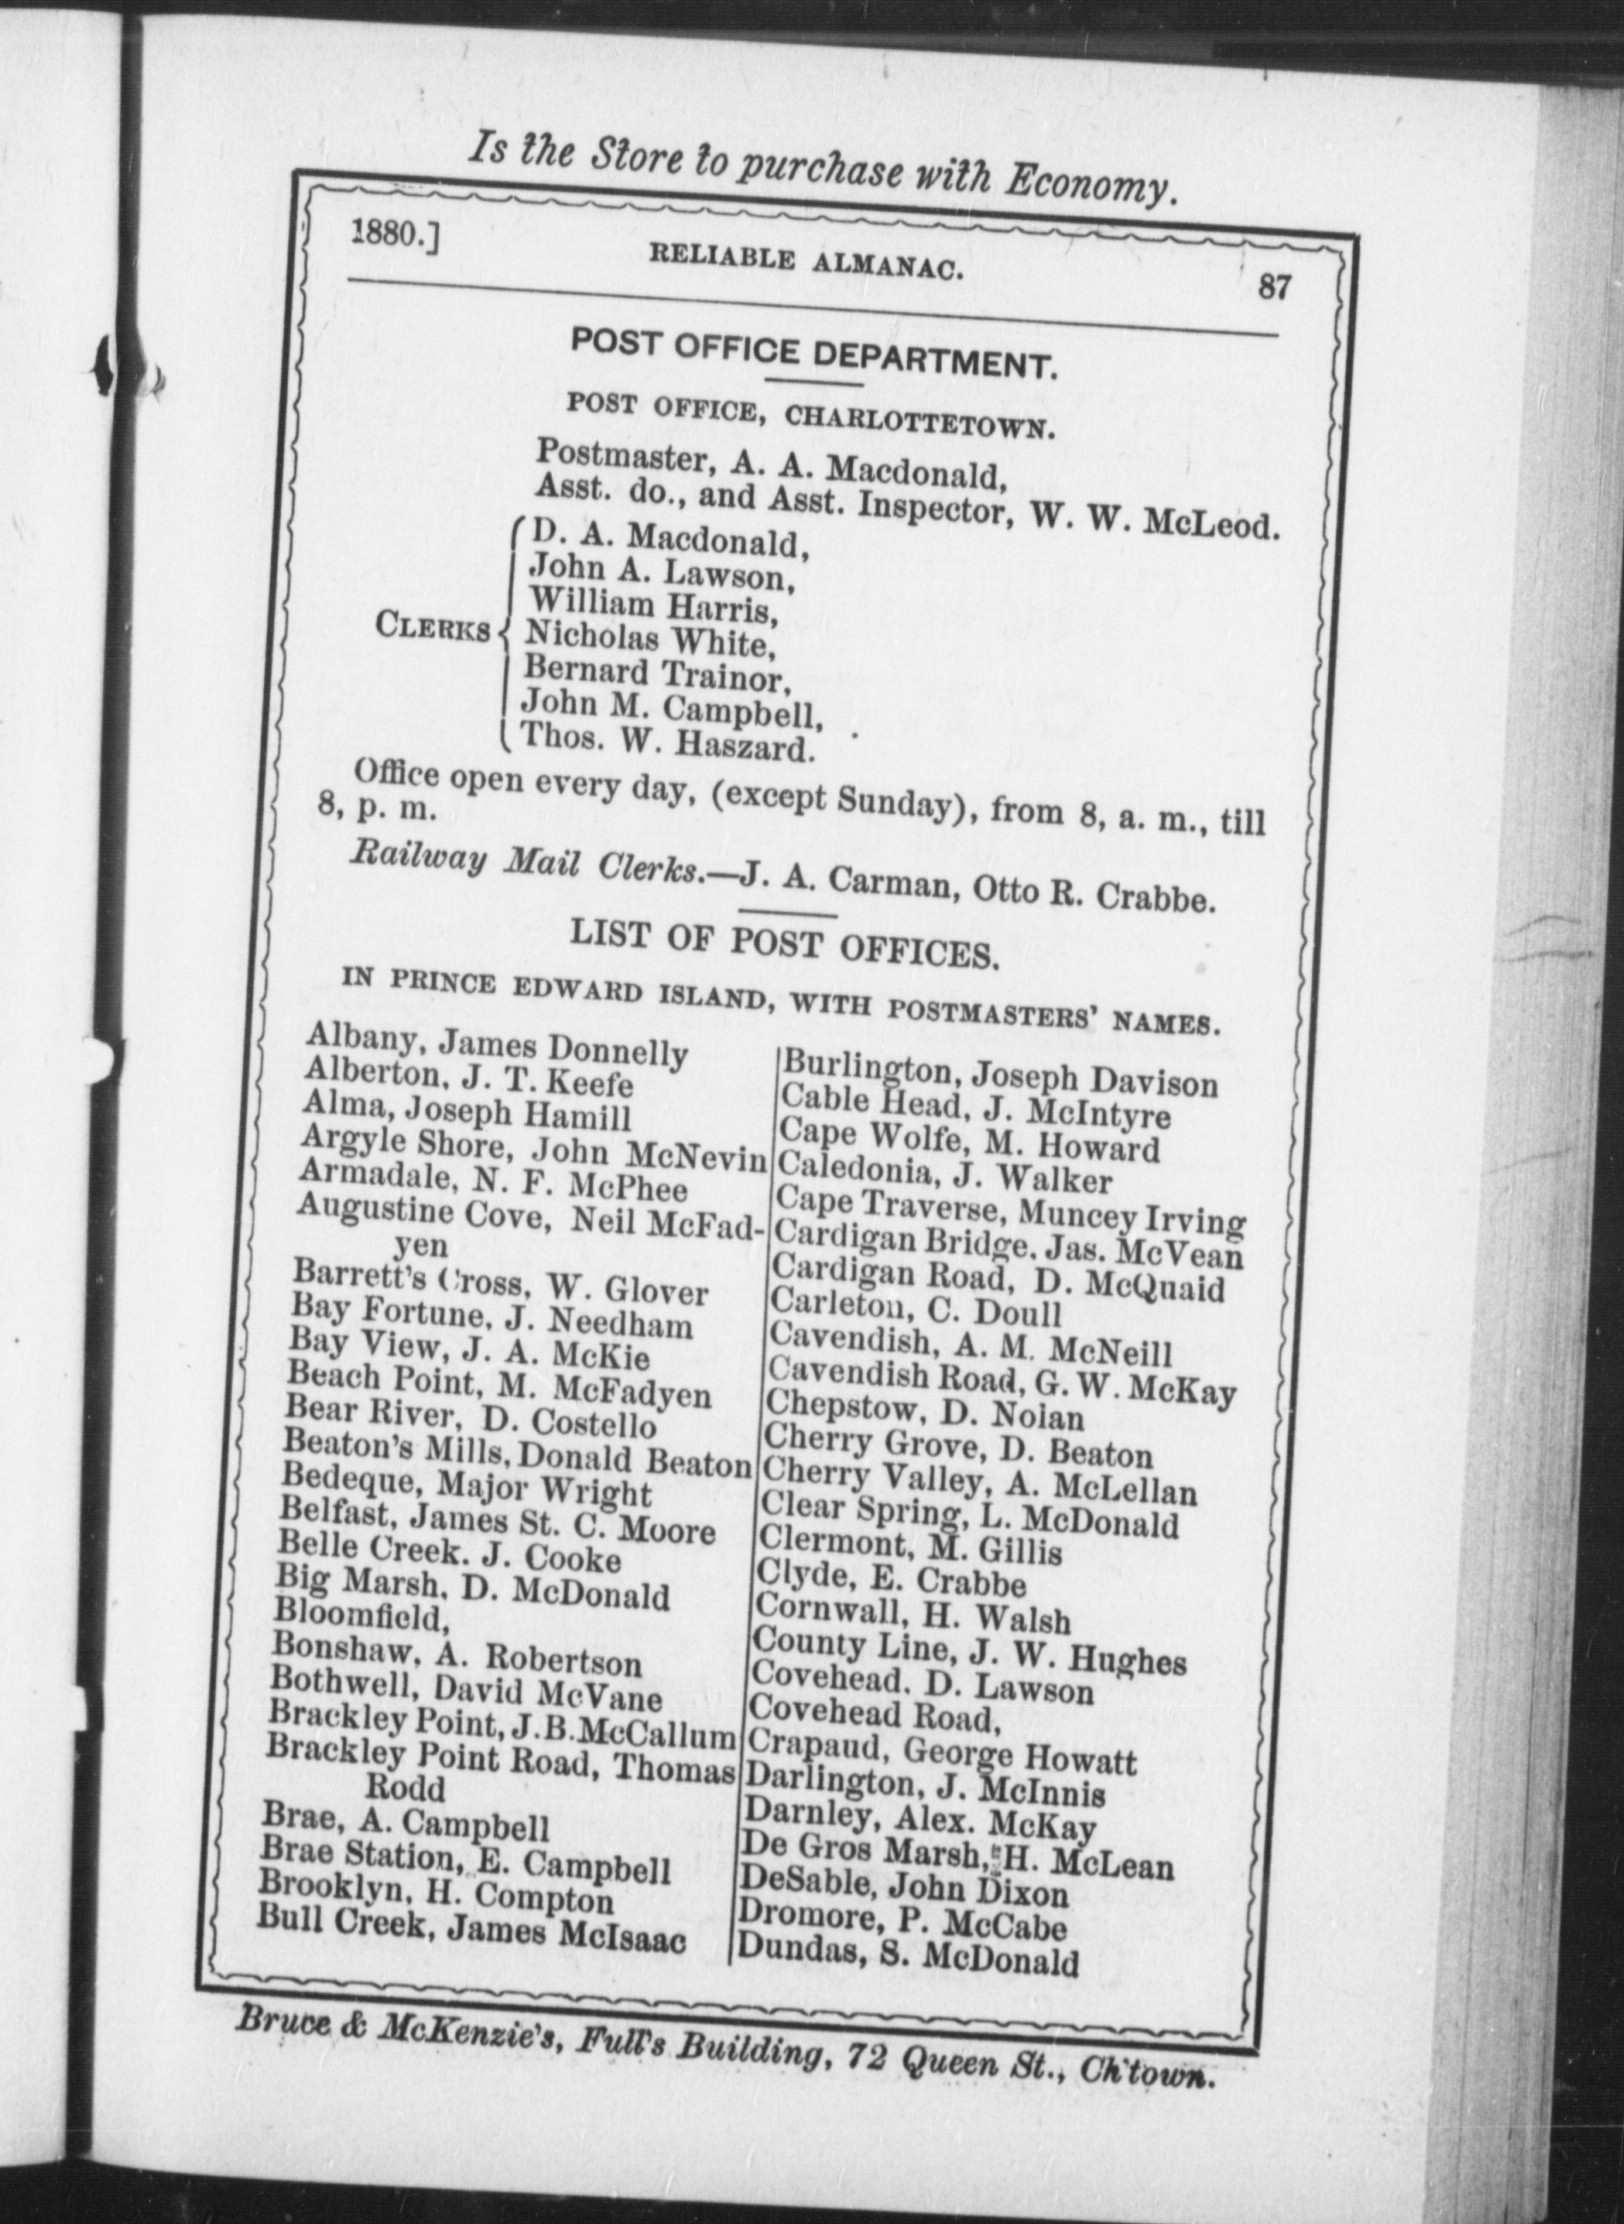 Is the Store to purchase with Economy.
1880.] RELIABLE ALMANAC. 87
POST OFFICE DEPARTMENT.
POST OFFICE, CHARLOTTETOWN.
Postmaster, A. A. Macdonald,
Asst. do., and Asst. Inspector, W. W. McLeod.
D. A. Macdonald,
John A. Lawson,
William Harris,
CLERKS { Nicholas White,
Bernard Trainor,
John M. Campbell,
Thos. W. Haszard.
Office open every day, (except Sunday), from 8, a. m., till
8, p. m.
Railway Mail Clerks.—J. A. Carman, Otto R. Crabbe.
LIST OF POST OFFICES.
IN PRINCE EDWARD ISLAND, WITH POSTMASTERS' NAMES.
Albany, James Donnelly
Alberton, J. T. Keefe
Alma, Joseph Hamill
Argyle Shore, John McNevin
Armadale, N. F. McPhee
Augustine Cove, Neil McFad-
yen
Barrett's Cross, W. Glover
Bay Fortune, J. Needham
Bay View, J. A. McKie
Beach Point, M. McFadyen
Bear River, D. Costello
Beaton's Mills, Donald Beaton
Bedeque, Major Wright
Belfast, James St. C. Moore
Belle Creek. J. Cooke
Big Marsh, D. McDonald
Bloomfield,
Bonshaw, A. Robertson
Bothwell, David McVane
Brackley Point, J.B.McCallum
Brackley Point Road, Thomas
Rodd
Brae, A. Campbell
Brae Station, E. Campbell
Brooklyn, H. Compton
Bull Creek, James McIsaac
Burlington, Joseph Davison
Cable Head, J. McIntyre
Cape Wolfe, M. Howard
Caledonia, J. Walker
Cape Traverse, Muncey Irving
Cardigan Bridge, Jas. McVean
Cardigan Road, D. McQuaid
Carleton, C. Doull
Cavendish, A. M. McNeill
Cavendish Road, G. W. McKay
Chepstow, D. Nolan
Cherry Grove, D. Beaton
Cherry Valley, A. McLellan
Clear Spring, L. McDonald
Clermont, M. Gillis
Clyde, E. Crabbe
Cornwall, H. Walsh
County Line, J. W. Hughes
Covehead, D. Lawson
Covehead Road,
Crapaud, George Howatt
Darlington, J. McInnis
Darnley, Alex. McKay
De Gros Marsh, H. McLean
DeSable, John Dixon
Dromore, P. McCabe
Dundas, S. McDonald
Bruce & McKenzie's, Full's Building, 72 Queen St., Ch'town.